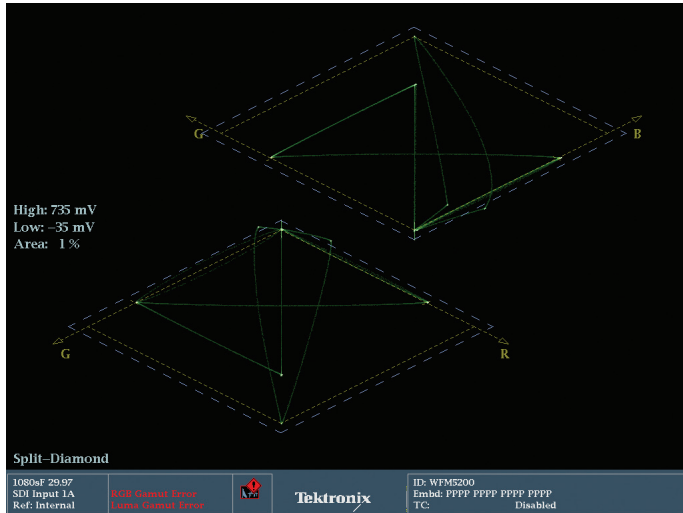 G
B
High: 735 mV
Low: −35 mV
Area: 1 %
G
R
Split−Diamond
1080sF 29.97
SDI Input 1A
Ref: Internal
RGB Gamut Error
Luma Gamut Error
Tektronix
ID: WFM5200
Embd: PPPP PPPP PPPP PPPP
TC: Disabled